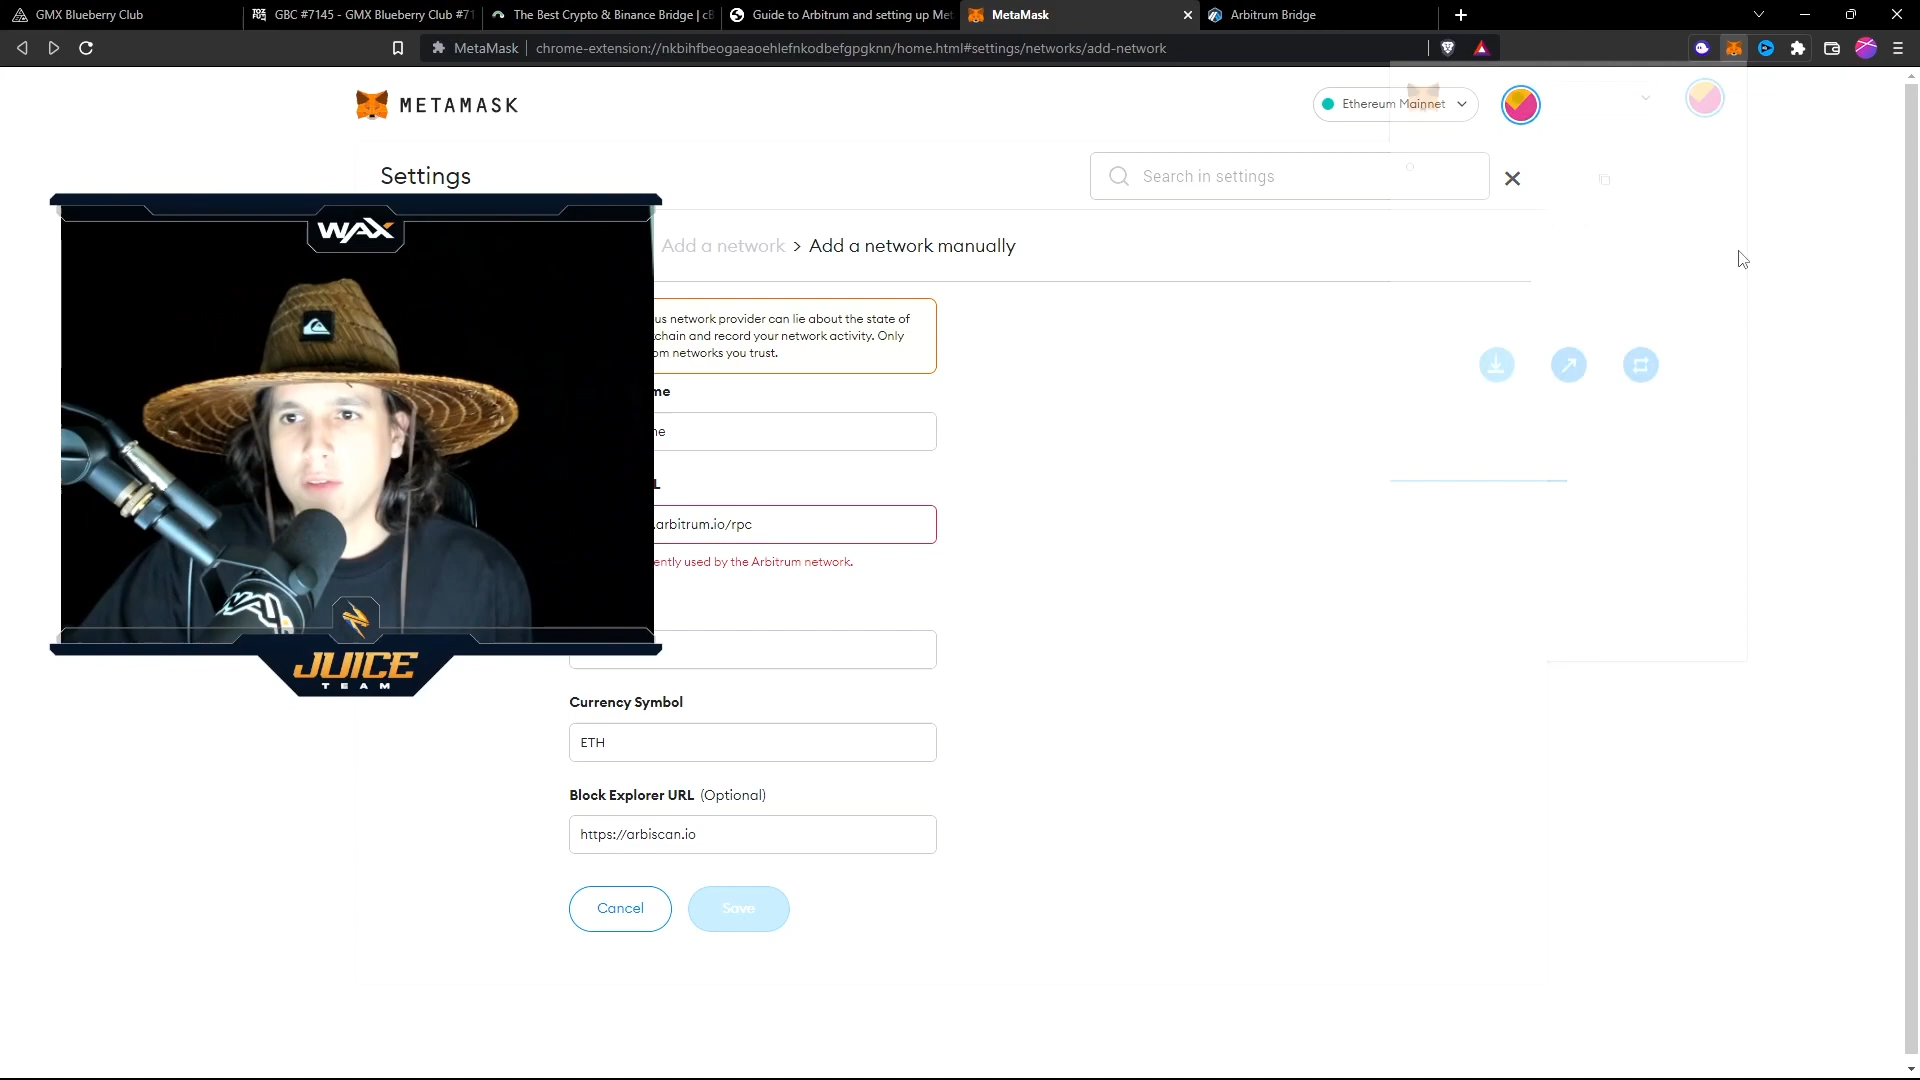 GMX Blueberry Club
GBC #7145 - GMX Blueberry Club #71
The Best Crypto & Binance Bridge | cB
Guide to Arbitrum and setting up Met
MetaMask
Arbitrum Bridge
MetaMask
chrome-extension://nkbihfbeogaeaoehlefnkodbefgpgknn/home.html#settings/networks/add-network
METAMASK
Ethereum Mainnet
Settings
Search in settings
WAX
Add a network > Add a network manually
us network provider can lie about the state of
chain and record your network activity. Only
om networks you trust.
me
ne
L
.arbitrum.io/rpc
ently used by the Arbitrum network.
JUICE
TEAM
Currency Symbol
ETH
Block Explorer URL (Optional)
https://arbiscan.io
Cancel
Save